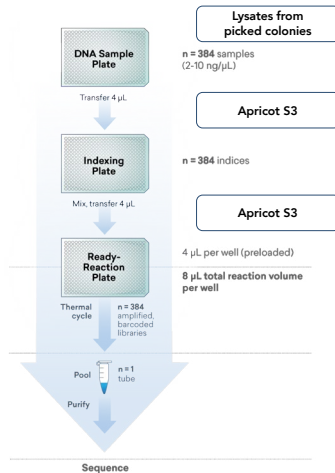 Lysates from
picked colonies
DNA Sample
Plate
n = 384 samples
(2-10 ng/µL)
Transfer 4 µL
Apricot S3
Indexing
Plate
n = 384 indices
Mix, transfer 4 µL
Apricot S3
Ready-
Reaction
Plate
4 µL per well (preloaded)
8 µL total reaction volume
per well
Thermal
cycle
n = 384
amplified,
barcoded
libraries
Pool
n = 1
tube
Purify
Sequence